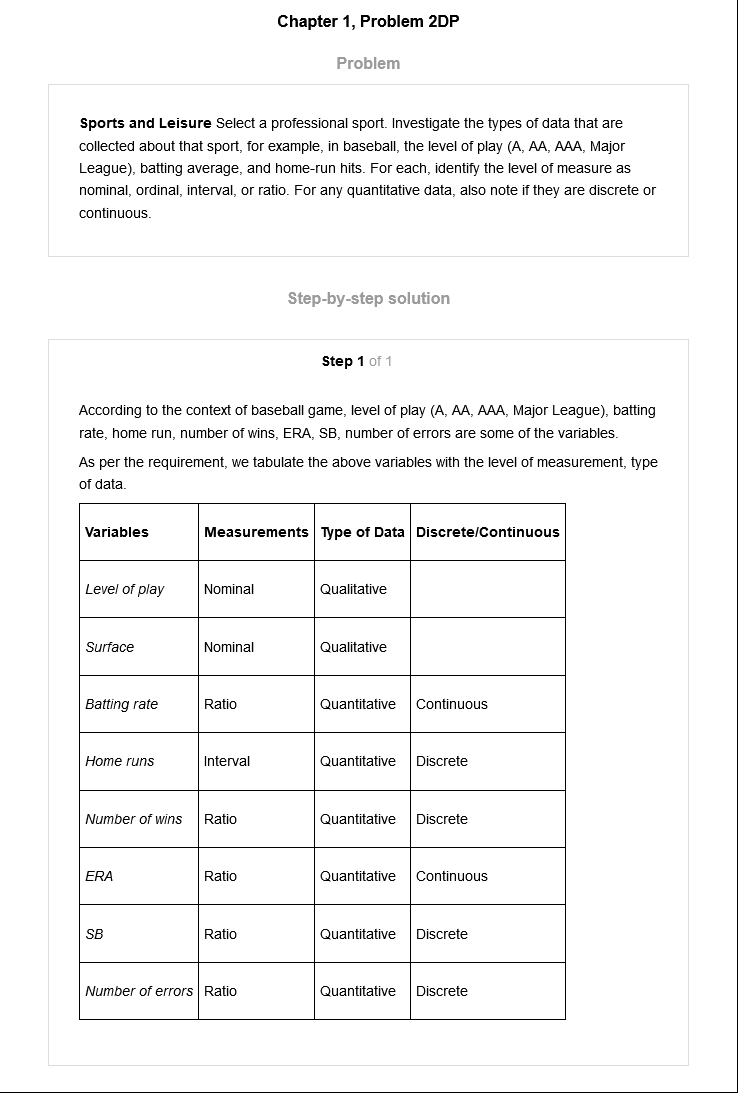 Chapter 1, Problem 2DP
Problem
Sports and Leisure Select a professional sport. Investigate the types of data that are
collected about that sport, for example, in baseball, the level of play (A, AA, AAA, Major
League), batting average, and home-run hits. For each, identify the level of measure as
nominal, ordinal, interval, or ratio. For any quantitative data, also note if they are discrete or
continuous.
Step-by-step solution
Step 1 of 1
According to the context of baseball game, level of play (A, AA, AAA, Major League), batting
rate, home run, number of wins, ERA, SB, number of errors are some of the variables.
As per the requirement, we tabulate the above variables with the level of measurement, type
of data.
Variables Measurements Type of Data Discrete/Continuous
Level of play Nominal Qualitative
Surface Nominal Qualitative
Batting rate Ratio Quantitative Continuous
Home runs Interval Quantitative Discrete
Number of wins Ratio Quantitative Discrete
ERA Ratio Quantitative Continuous
SB Ratio Quantitative Discrete
Number of errors Ratio Quantitative Discrete